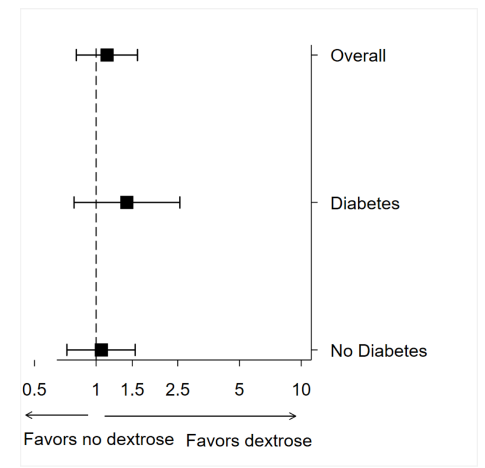 Overall
Diabetes
No Diabetes
0.5 1 1.5 2.5 5 10
Favors no dextrose Favors dextrose